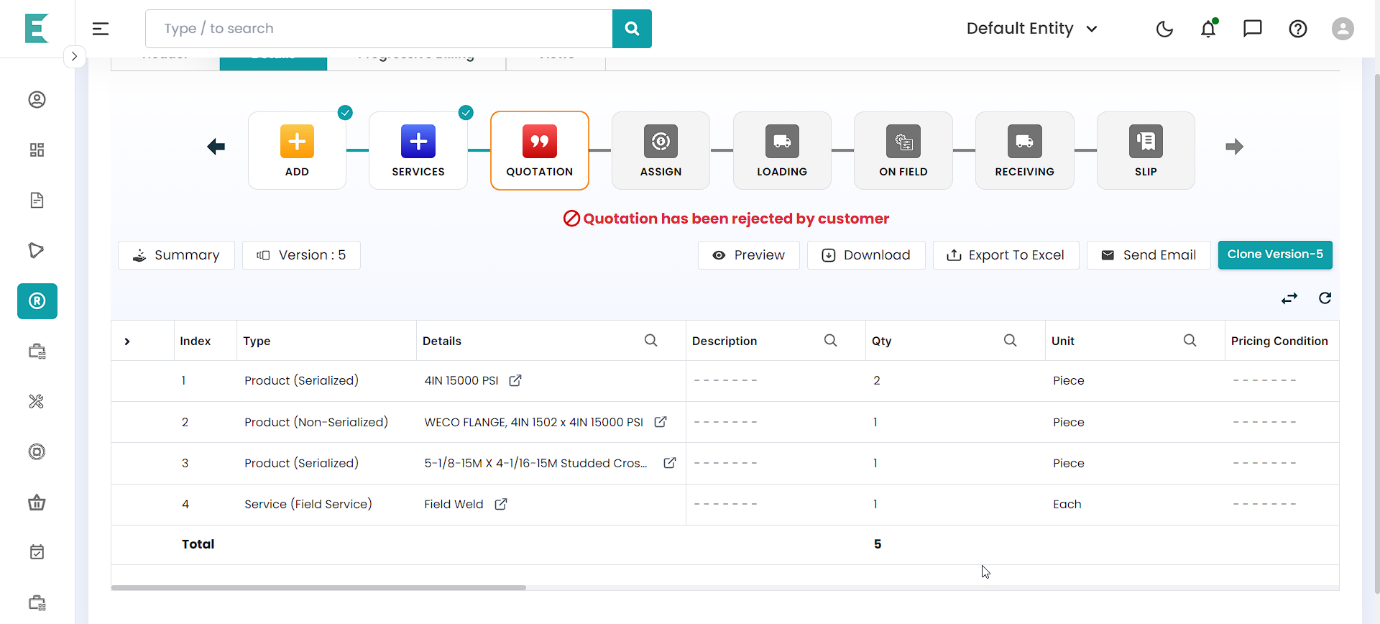 Type / to search
Default Entity
Details
Progressive Billing
ADD
SERVICES
QUOTATION
ASSIGN
LOADING
ON FIELD
RECEIVING
SLIP
Quotation has been rejected by customer
Summary
Version : 5
Preview
Download
Export To Excel
Send Email
Clone Version-5
Index Type Details Description Qty Unit Pricing Condition
1 Product (Serialized) 4IN 15000 PSI ------- 2 Piece -------
2 Product (Non-Serialized) WECO FLANGE, 4IN 1502 x 4IN 15000 PSI ------- 1 Piece -------
3 Product (Serialized) 5-1/8-15M X 4-1/16-15M Studded Cros... ------- 1 Piece -------
4 Service (Field Service) Field Weld ------- 1 Each -------
Total 5